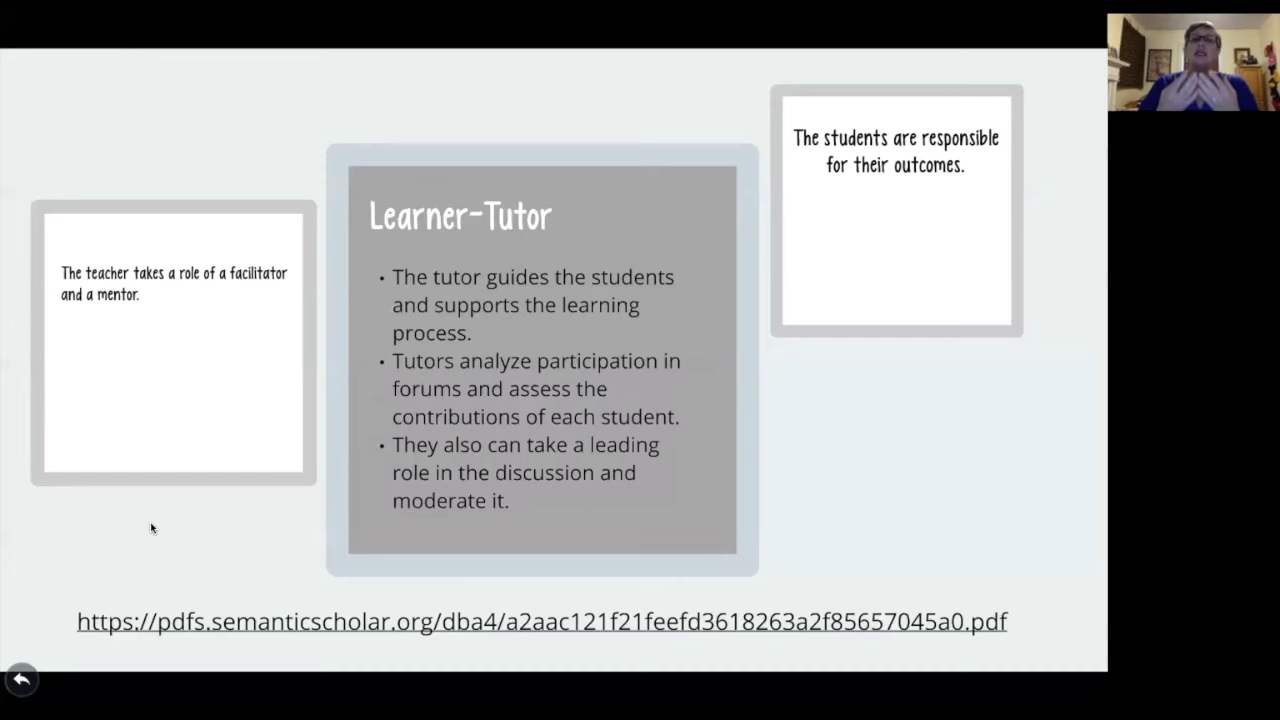 The teacher takes a role of a facilitator
and a mentor.
Learner-Tutor
• The tutor guides the students
and supports the learning
process.
• Tutors analyze participation in
forums and assess the
contributions of each student.
• They also can take a leading
role in the discussion and
moderate it.
The students are responsible
for their outcomes.
https://pdfs.semanticscholar.org/dba4/a2aac121f21feefd3618263a2f85657045a0.pdf